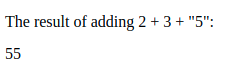 The result of adding 2 + 3 + "5":
55